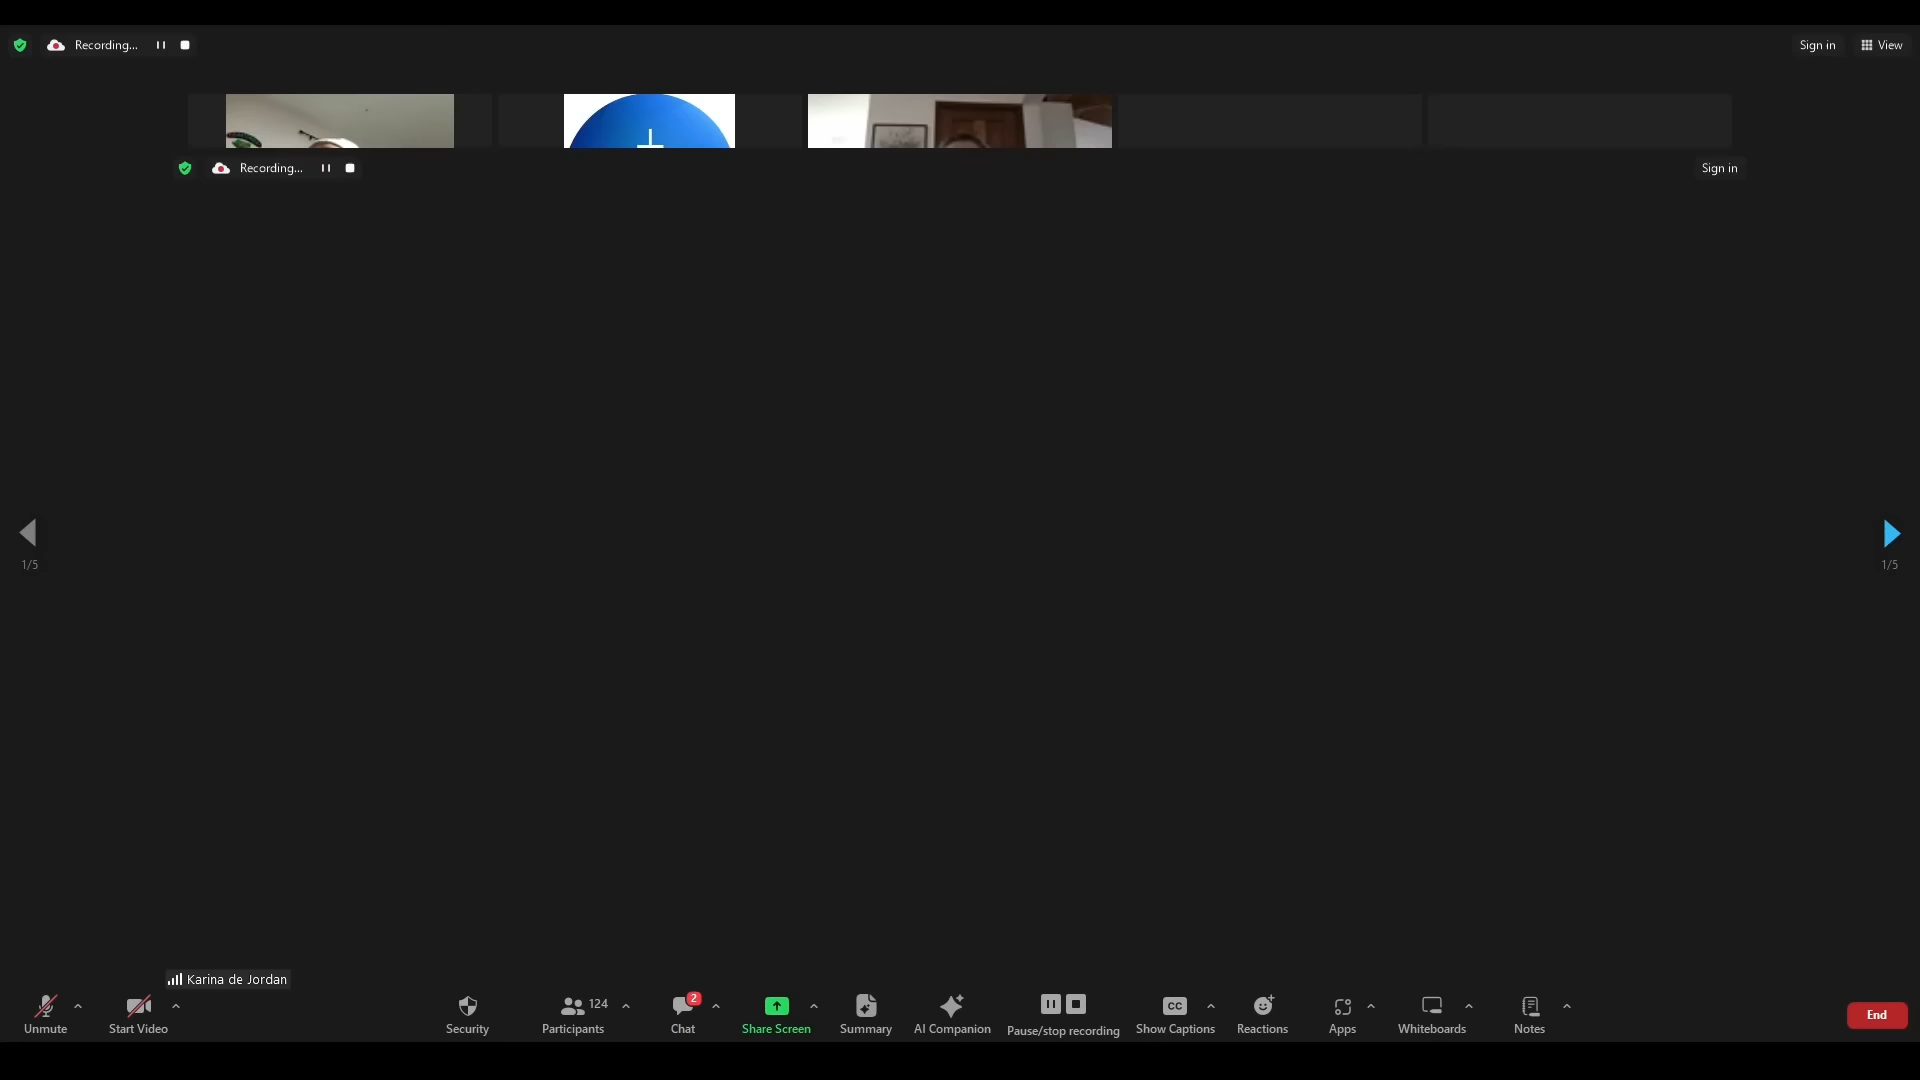 Recording...
Sign in
View
Recording...
Sign in
1/5
1/5
Karina de Jordan
Unmute
Start Video
Security
124
Participants
2
Chat
Share Screen
Summary
AI Companion
Pause/stop recording
CC
Show Captions
Reactions
Apps
Whiteboards
Notes
End